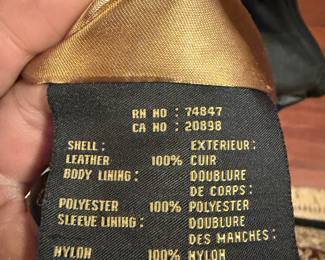 RN NO : 74847
CA NO : 20898
SHELL : EXTERIEUR:
LEATHER 100% CUIR
BODY LINING: DOUBLURE
DE CORPS:
POLYESTER 100% POLYESTER
SLEEVE LINING: DOUBLURE
DES MANCHES:
NYLON 100% NYLON